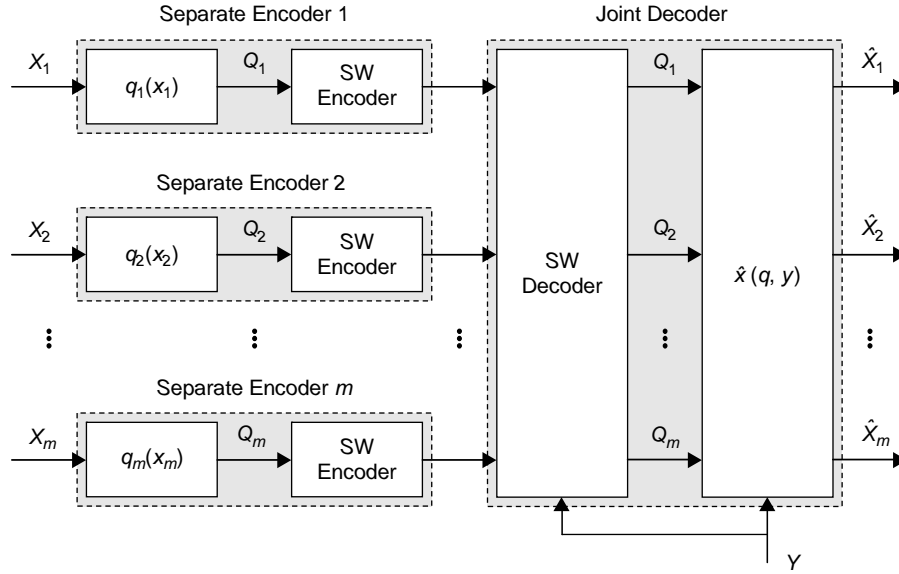 Separate Encoder 1
Joint Decoder
X₁
q₁(x₁)
Q₁
SW
Encoder
Q₁
X̂₁
Separate Encoder 2
X₂
q₂(x₂)
Q₂
SW
Encoder
SW
Decoder
Q₂
x̂ (q, y)
X̂₂
Separate Encoder m
Xₘ
qₘ(xₘ)
Qₘ
SW
Encoder
Qₘ
X̂ₘ
Y